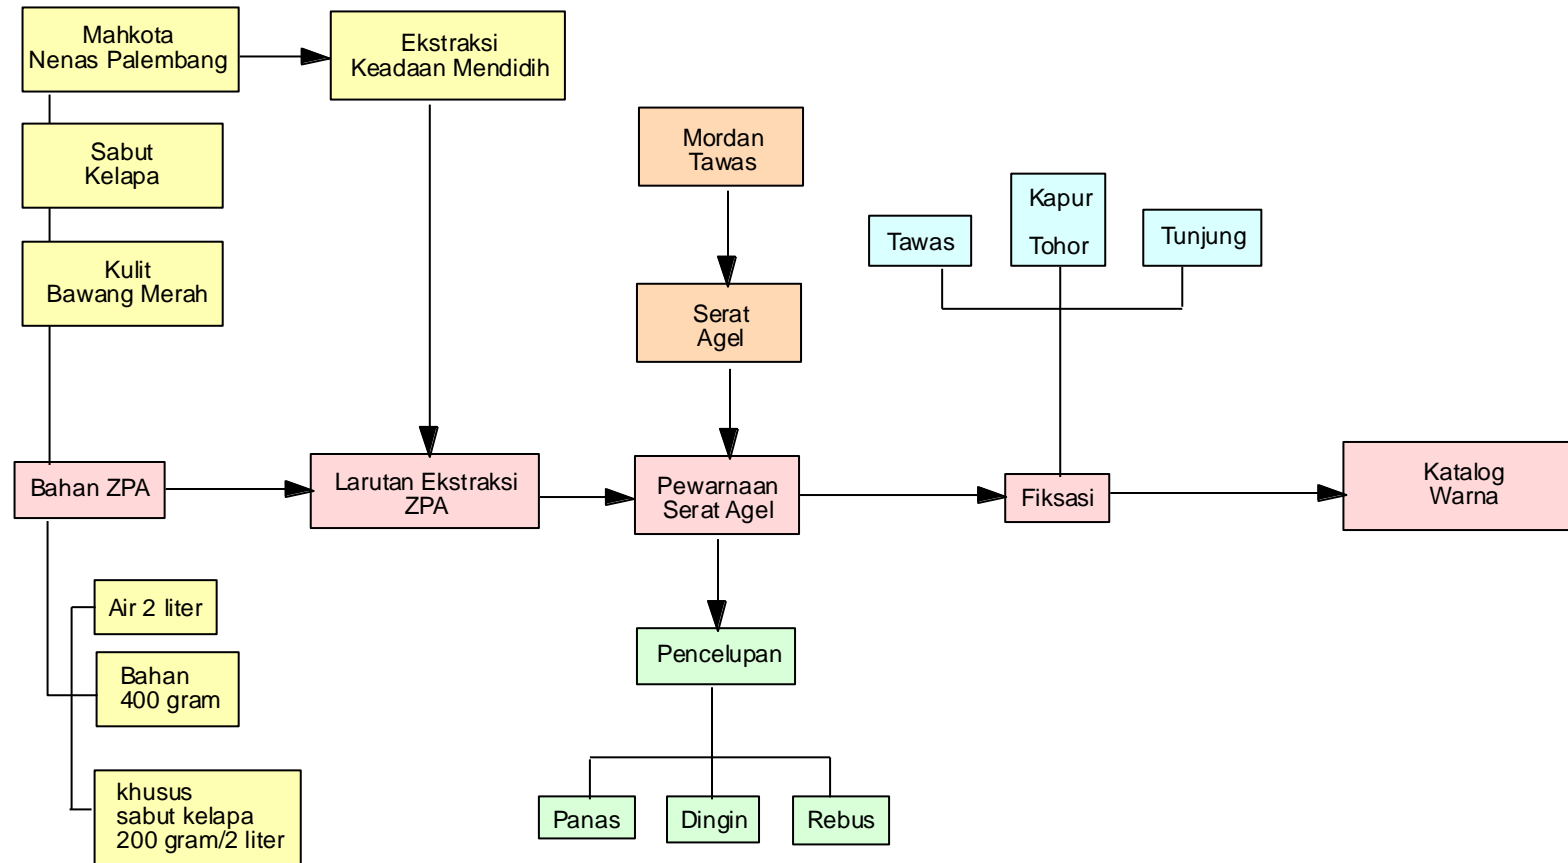 Mahkota
Nenas Palembang
Ekstraksi
Keadaan Mendidih
Mordan
Tawas
Sabut
Kelapa
Kapur
Tohor
Tawas
Tunjung
Kulit
Bawang Merah
Serat
Agel
Bahan ZPA
Larutan Ekstraksi
ZPA
Pewarnaan
Serat Agel
Fiksasi
Katalog
Warna
Air 2 liter
Bahan
400 gram
Pencelupan
khusus
sabut kelapa
200 gram/2 liter
Panas
Dingin
Rebus